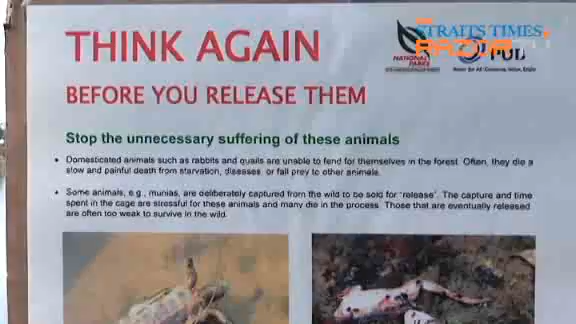 STRAITS TIMES
RAZOR
THINK AGAIN
NATIONAL
PARKS
PUB
BEFORE YOU RELEASE THEM
Stop the unnecessary suffering of these animals
• Domesticated animals such as rabbits and quails are unable to fend for themselves in the forest. Often, they die a
slow and painful death from starvation, diseases, or fall prey to other animals.
• Some animals, e.g., munias, are deliberately captured from the wild to be sold for “release”. The capture and time
spent in the cage are stressful for these animals and many die in the process. Those that are eventually released
are often too weak to survive in the wild.